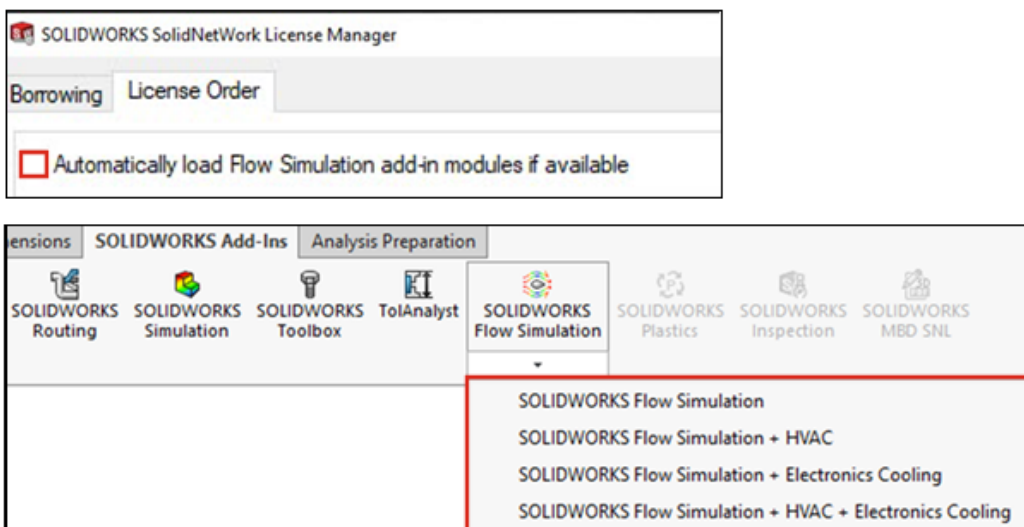 SOLIDWORKS SolidNetWork License Manager
Borrowing License Order
Automatically load Flow Simulation add-in modules if available
SOLIDWORKS Add-Ins Analysis Preparation
SOLIDWORKS SOLIDWORKS SOLIDWORKS TolAnalyst SOLIDWORKS SOLIDWORKS SOLIDWORKS SOLIDWORKS
Routing Simulation Toolbox Flow Simulation Plastics Inspection MBD SNL
SOLIDWORKS Flow Simulation
SOLIDWORKS Flow Simulation + HVAC
SOLIDWORKS Flow Simulation + Electronics Cooling
SOLIDWORKS Flow Simulation + HVAC + Electronics Cooling